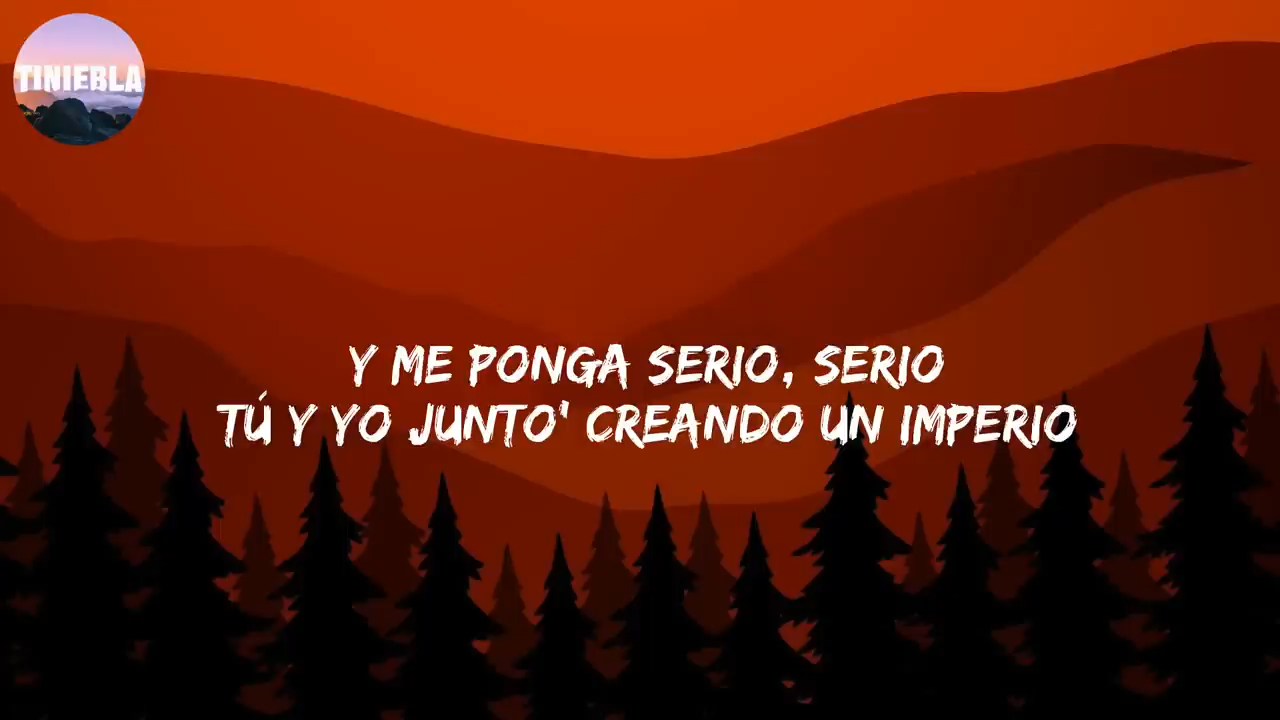 TINIEBLA
Y ME PONGA SERIO, SERIO
TÚ Y YO JUNTO' CREANDO UN IMPERIO